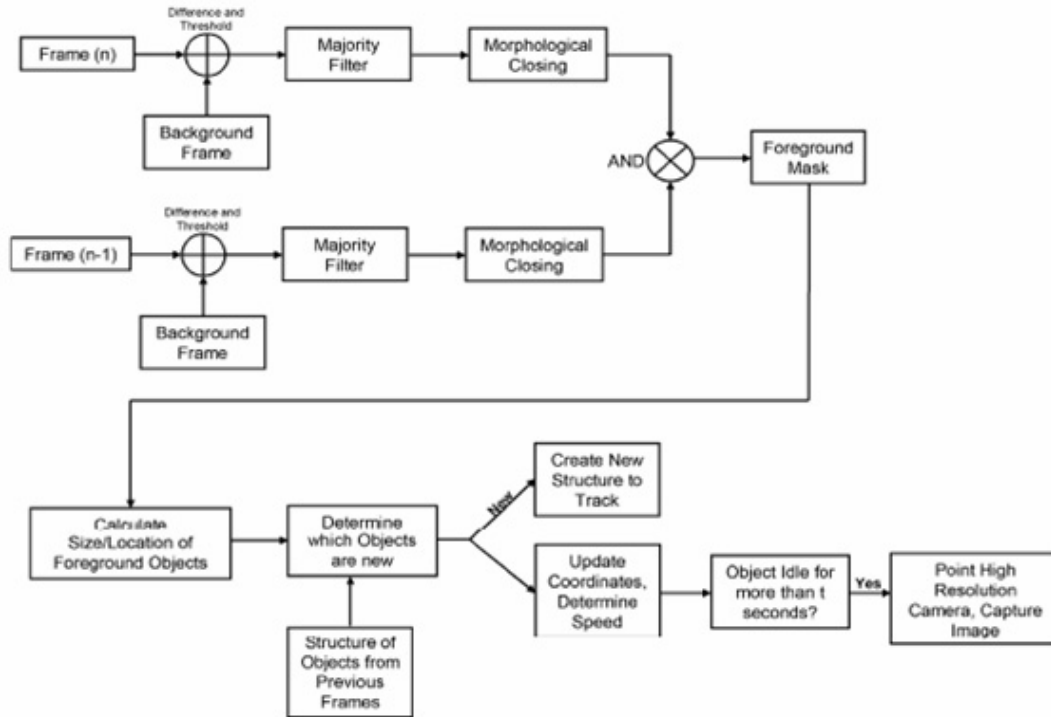 Difference and
Threshold
Frame (n)
Majority
Filter
Morphological
Closing
Background
Frame
AND
Foreground
Mask
Difference and
Threshold
Frame (n-1)
Majority
Filter
Morphological
Closing
Background
Frame
Calculate
Size/Location of
Foreground Objects
Determine
which Objects
are new
Structure of
Objects from
Previous
Frames
New
Create New
Structure to
Track
Update
Coordinates,
Determine
Speed
Object Idle for
more than t
seconds?
Yes
Point High
Resolution
Camera, Capture
Image